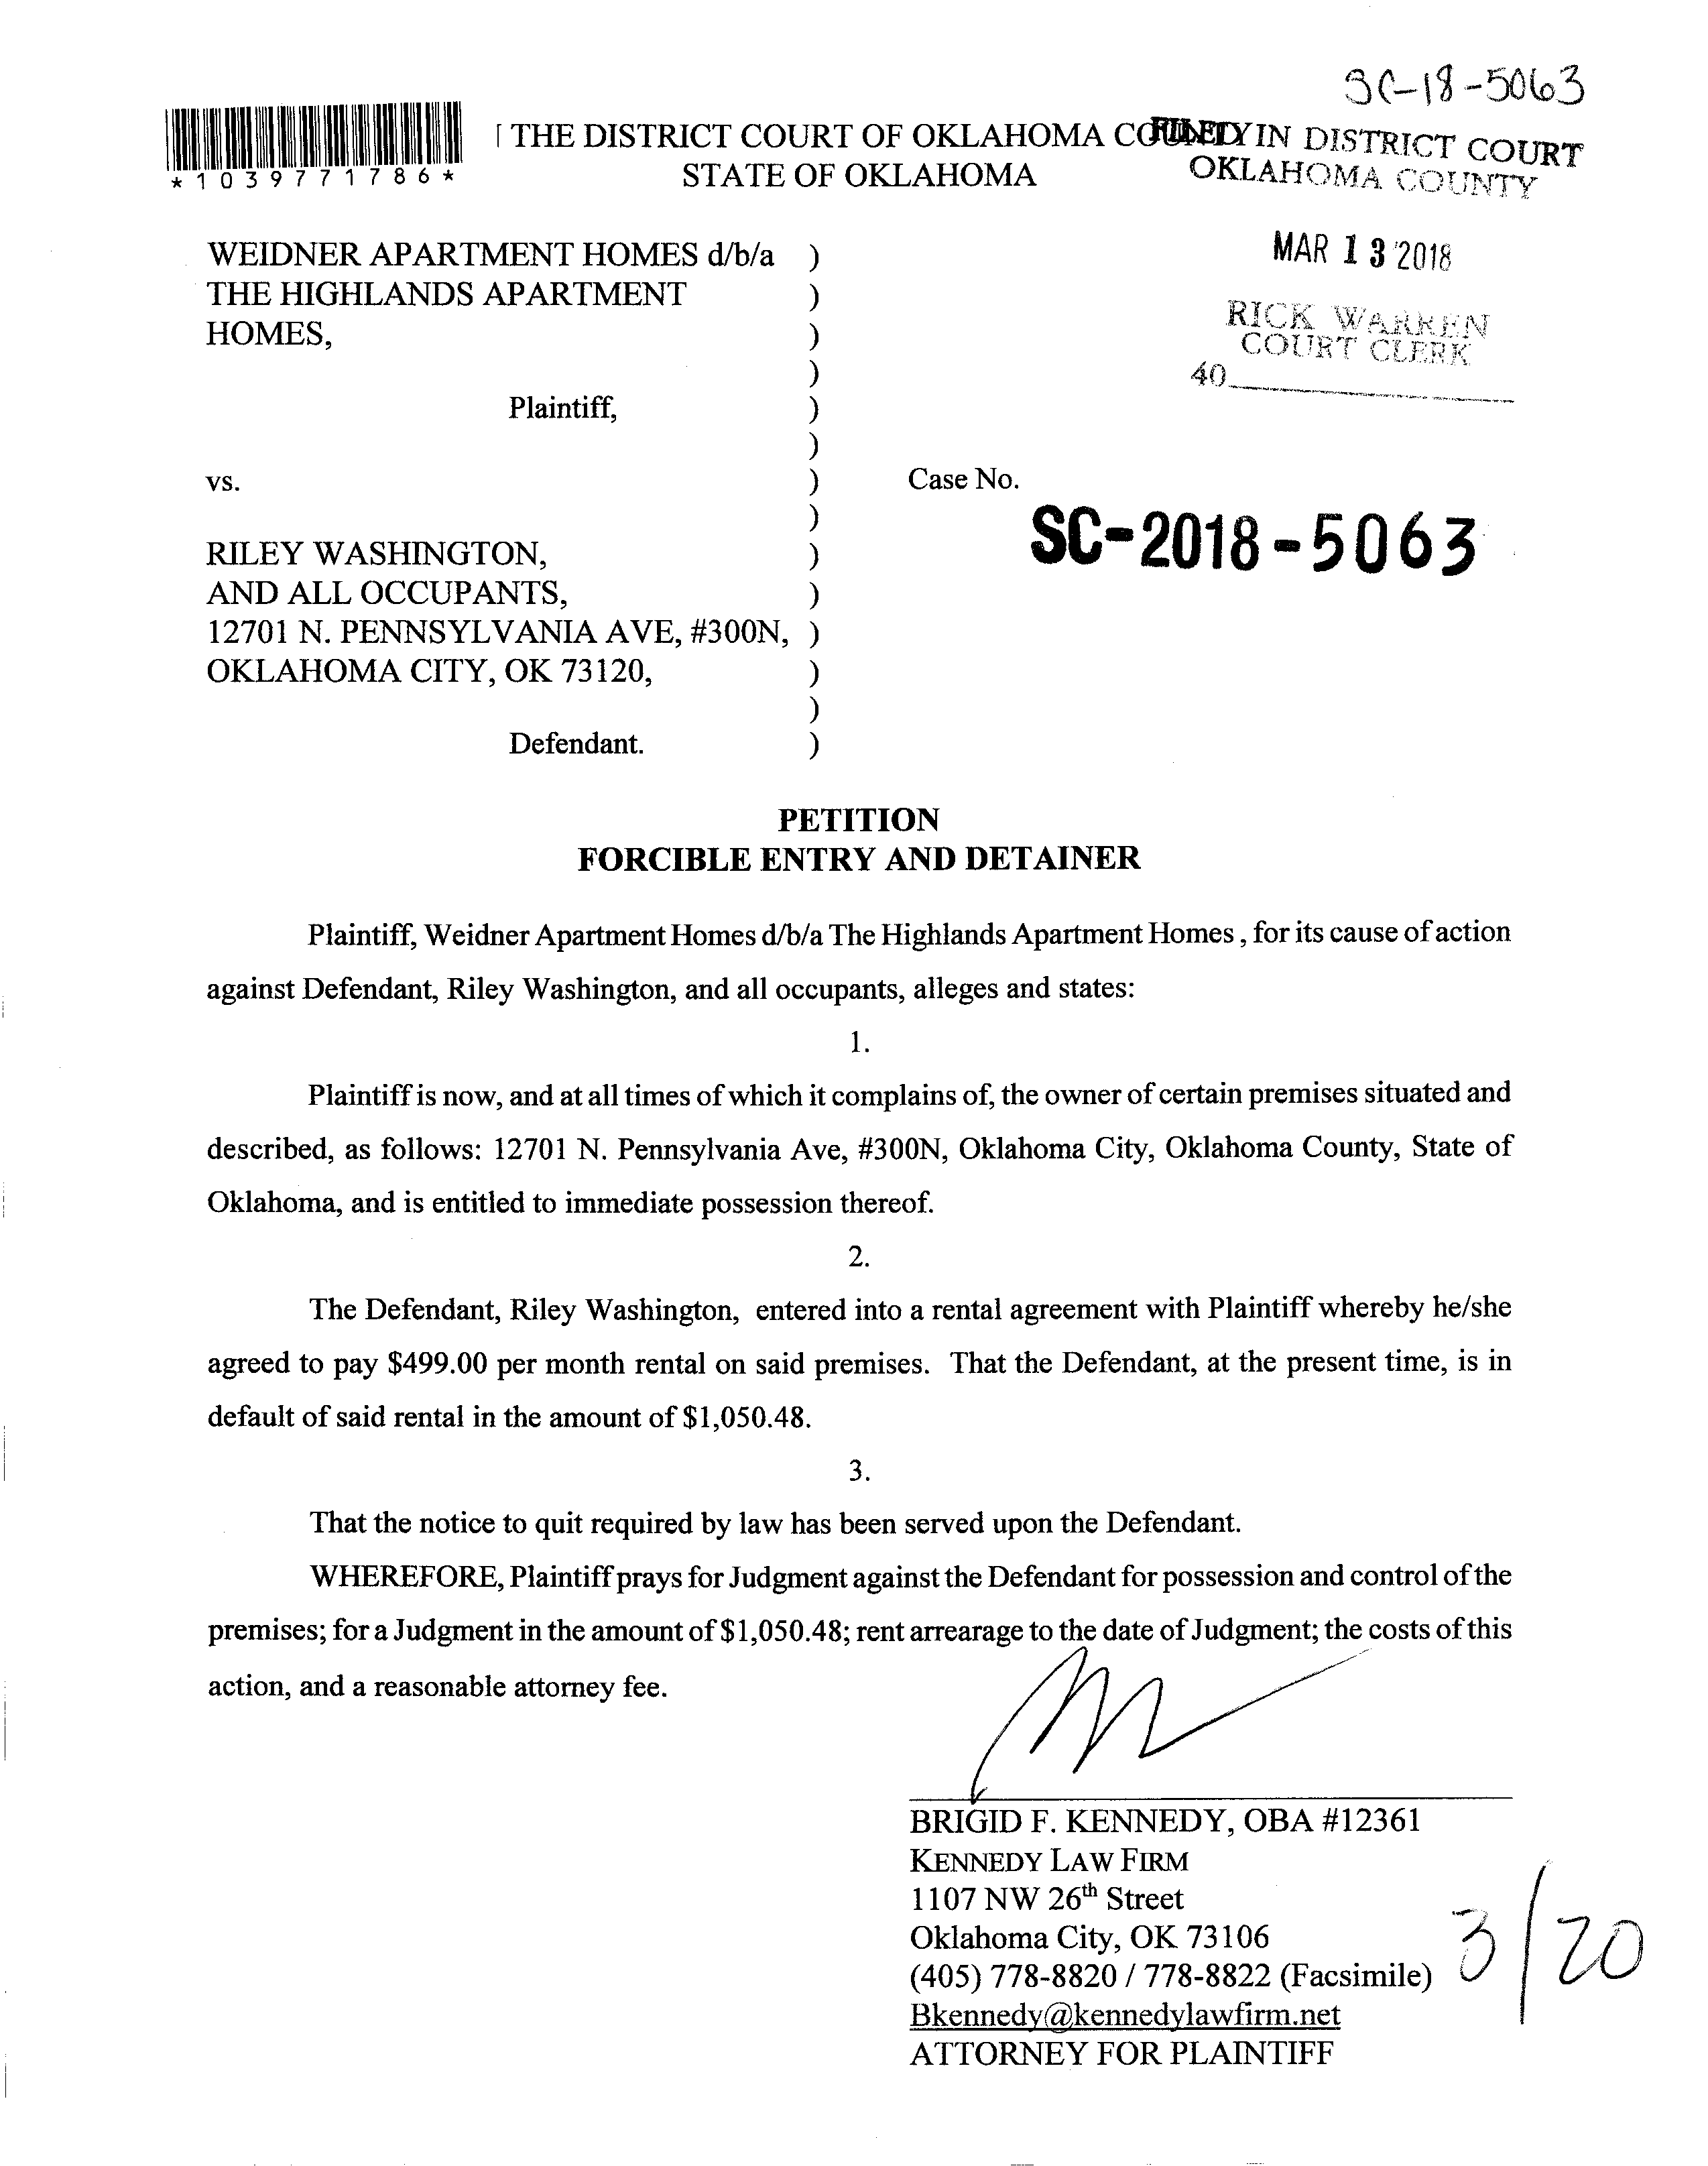 SC-18-5063
THE DISTRICT COURT OF OKLAHOMA COUNTY
FILED IN DISTRICT COURT
OKLAHOMA COUNTY
*1039771786*
STATE OF OKLAHOMA
MAR 13 2018
RICK WARREN
COURT CLERK
40
WEIDNER APARTMENT HOMES d/b/a )
THE HIGHLANDS APARTMENT )
HOMES, )
)
Plaintiff, )
)
vs. ) Case No.
) SC-2018-5063
RILEY WASHINGTON, )
AND ALL OCCUPANTS, )
12701 N. PENNSYLVANIA AVE, #300N, )
OKLAHOMA CITY, OK 73120, )
)
Defendant. )
PETITION
FORCIBLE ENTRY AND DETAINER
Plaintiff, Weidner Apartment Homes d/b/a The Highlands Apartment Homes , for its cause of action
against Defendant, Riley Washington, and all occupants, alleges and states:
1.
Plaintiff is now, and at all times of which it complains of, the owner of certain premises situated and
described, as follows: 12701 N. Pennsylvania Ave, #300N, Oklahoma City, Oklahoma County, State of
Oklahoma, and is entitled to immediate possession thereof.
2.
The Defendant, Riley Washington, entered into a rental agreement with Plaintiff whereby he/she
agreed to pay $499.00 per month rental on said premises. That the Defendant, at the present time, is in
default of said rental in the amount of $1,050.48.
3.
That the notice to quit required by law has been served upon the Defendant.
WHEREFORE, Plaintiff prays for Judgment against the Defendant for possession and control of the
premises; for a Judgment in the amount of $1,050.48; rent arrearage to the date of Judgment; the costs of this
action, and a reasonable attorney fee.
BRIGID F. KENNEDY, OBA #12361
KENNEDY LAW FIRM
1107 NW 26th Street
Oklahoma City, OK 73106
(405) 778-8820 / 778-8822 (Facsimile)
Bkennedy@kennedylawfirm.net
ATTORNEY FOR PLAINTIFF
3/20